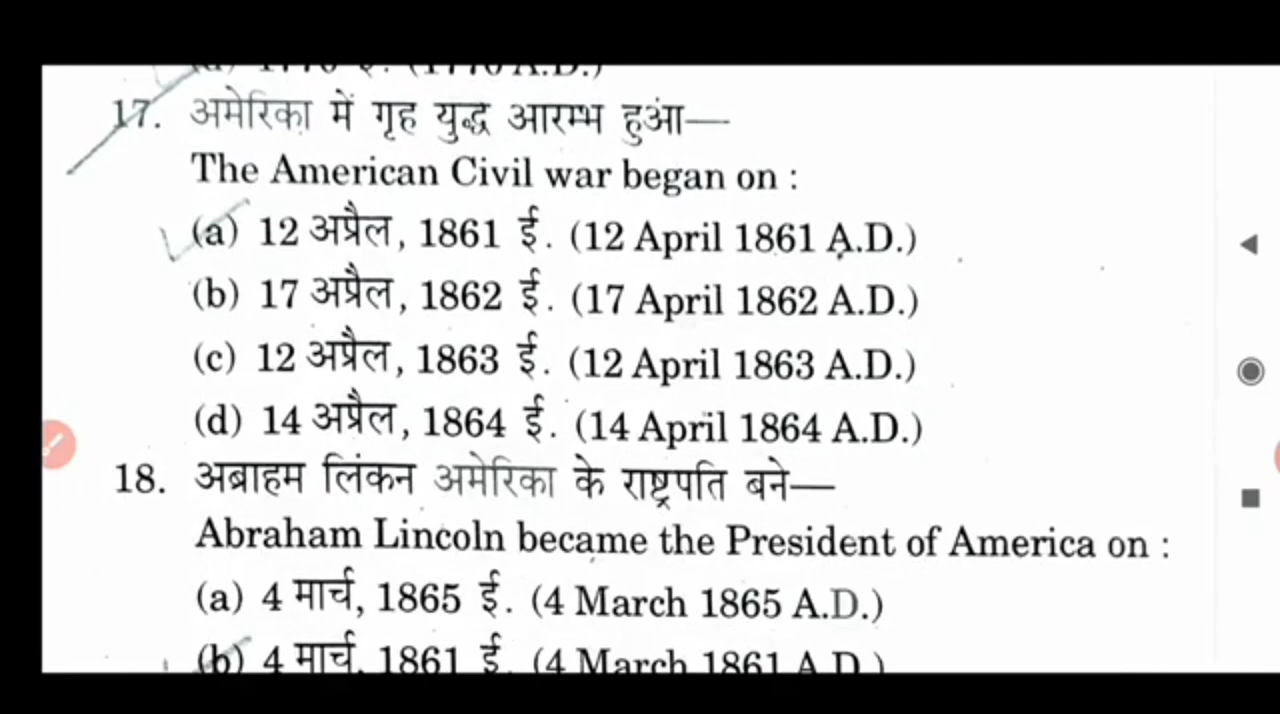 17. अमेरिका में गृह युद्ध आरम्भ हुआं—
The American Civil war began on :
(a) 12 अप्रैल, 1861 ई. (12 April 1861 A.D.)
(b) 17 अप्रैल, 1862 ई. (17 April 1862 A.D.)
(c) 12 अप्रैल, 1863 ई. (12 April 1863 A.D.)
(d) 14 अप्रैल, 1864 ई. (14 April 1864 A.D.)
18. अब्राहम लिंकन अमेरिका के राष्ट्रपति बने—
Abraham Lincoln became the President of America on :
(a) 4 मार्च, 1865 ई. (4 March 1865 A.D.)
(b) 4 मार्च, 1861 ई. (4 March 1861 A.D.)